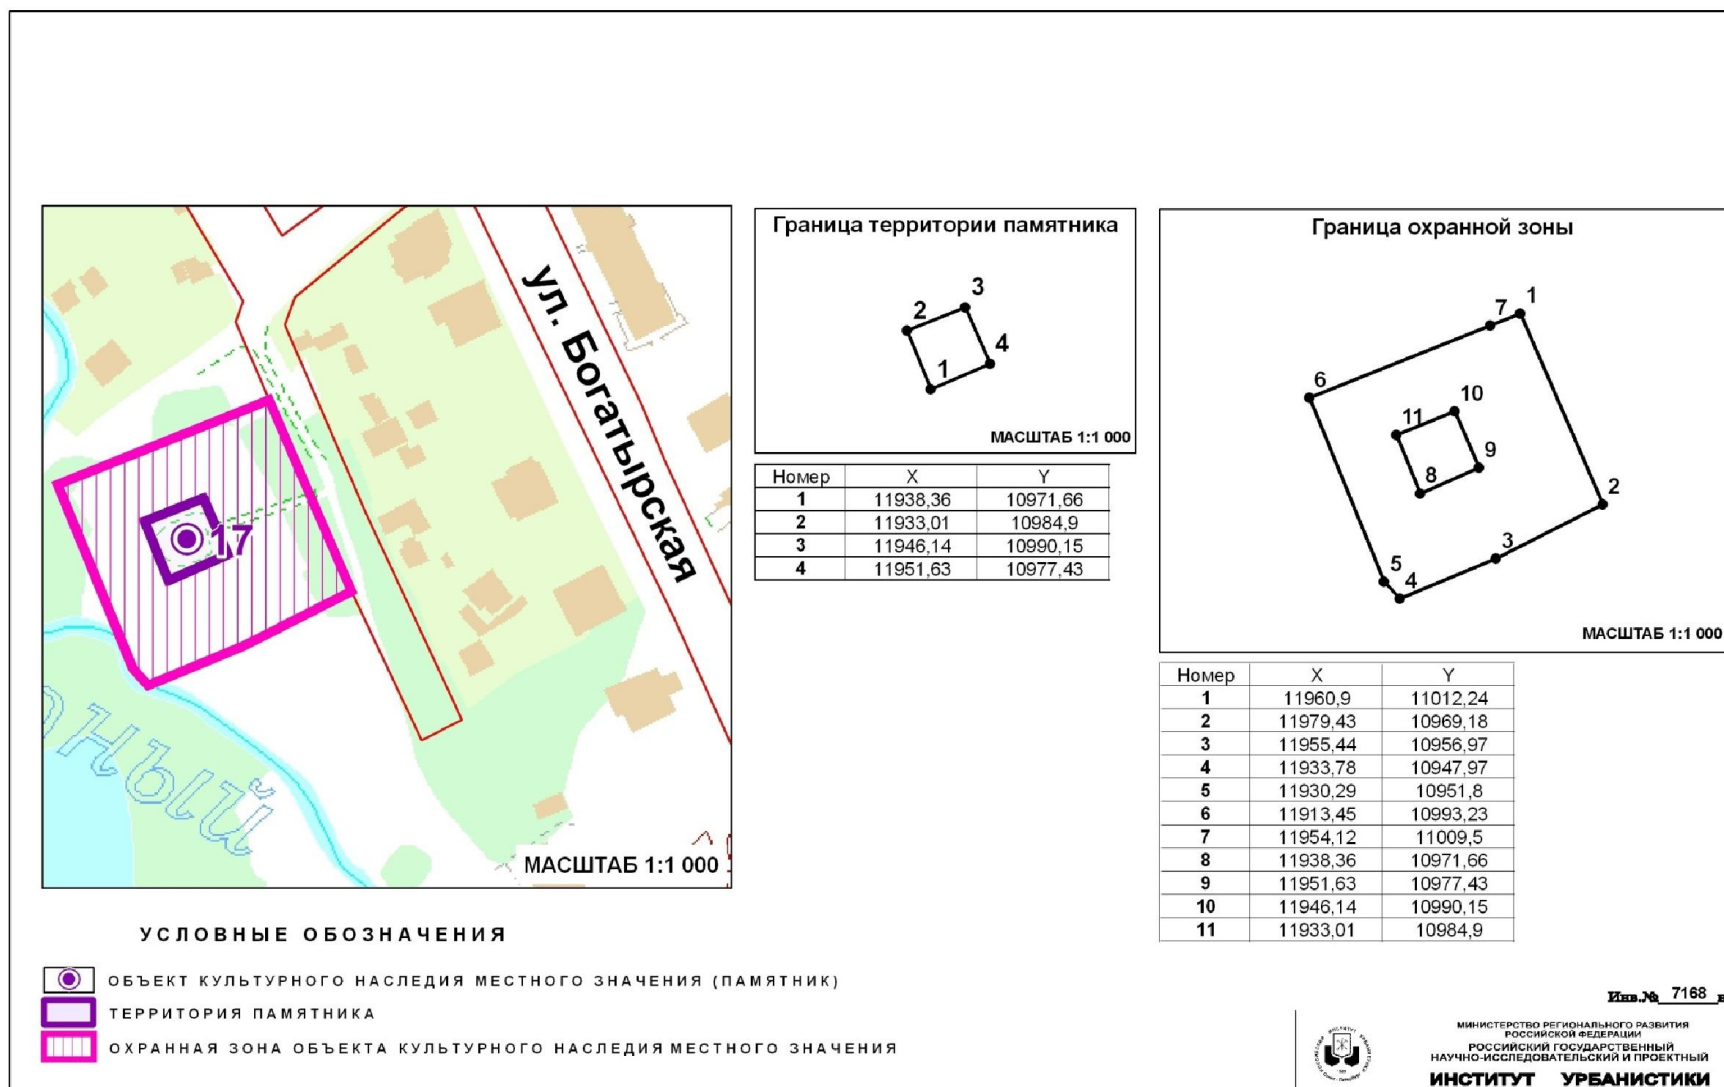 ул. Богатырская
17
оный
МАСШТАБ 1:1 000
Граница территории памятника
3
2
4
1
МАСШТАБ 1:1 000
Номер X Y
1 11938,36 10971,66
2 11933,01 10984,9
3 11946,14 10990,15
4 11951,63 10977,43
Граница охранной зоны
1
7
6
10
11
9
8
2
3
5
4
МАСШТАБ 1:1 000
Номер X Y
1 11960,9 11012,24
2 11979,43 10969,18
3 11955,44 10956,97
4 11933,78 10947,97
5 11930,29 10951,8
6 11913,45 10993,23
7 11954,12 11009,5
8 11938,36 10971,66
9 11951,63 10977,43
10 11946,14 10990,15
11 11933,01 10984,9
УСЛОВНЫЕ ОБОЗНАЧЕНИЯ
ОБЪЕКТ КУЛЬТУРНОГО НАСЛЕДИЯ МЕСТНОГО ЗНАЧЕНИЯ (ПАМЯТНИК)
ТЕРРИТОРИЯ ПАМЯТНИКА
ОХРАННАЯ ЗОНА ОБЪЕКТА КУЛЬТУРНОГО НАСЛЕДИЯ МЕСТНОГО ЗНАЧЕНИЯ
Инв.№ 7168
МИНИСТЕРСТВО РЕГИОНАЛЬНОГО РАЗВИТИЯ
РОССИЙСКОЙ ФЕДЕРАЦИИ
РОССИЙСКИЙ ГОСУДАРСТВЕННЫЙ
НАУЧНО-ИССЛЕДОВАТЕЛЬСКИЙ И ПРОЕКТНЫЙ
ИНСТИТУТ УРБАНИСТИКИ